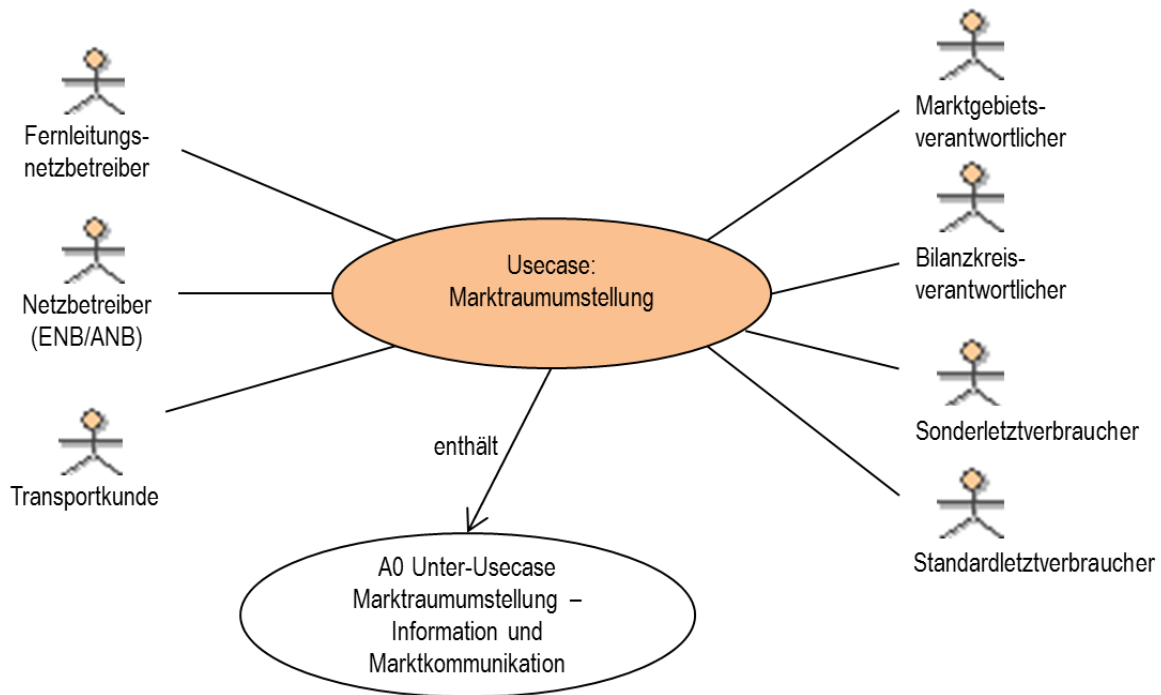 Fernleitungs-
netzbetreiber
Netzbetreiber
(ENB/ANB)
Transportkunde
Usecase:
Marktraumumstellung
enthält
A0 Unter-Usecase
Marktraumumstellung –
Information und
Marktkommunikation
Marktgebiets-
verantwortlicher
Bilanzkreis-
verantwortlicher
Sonderletztverbraucher
Standardletztverbraucher